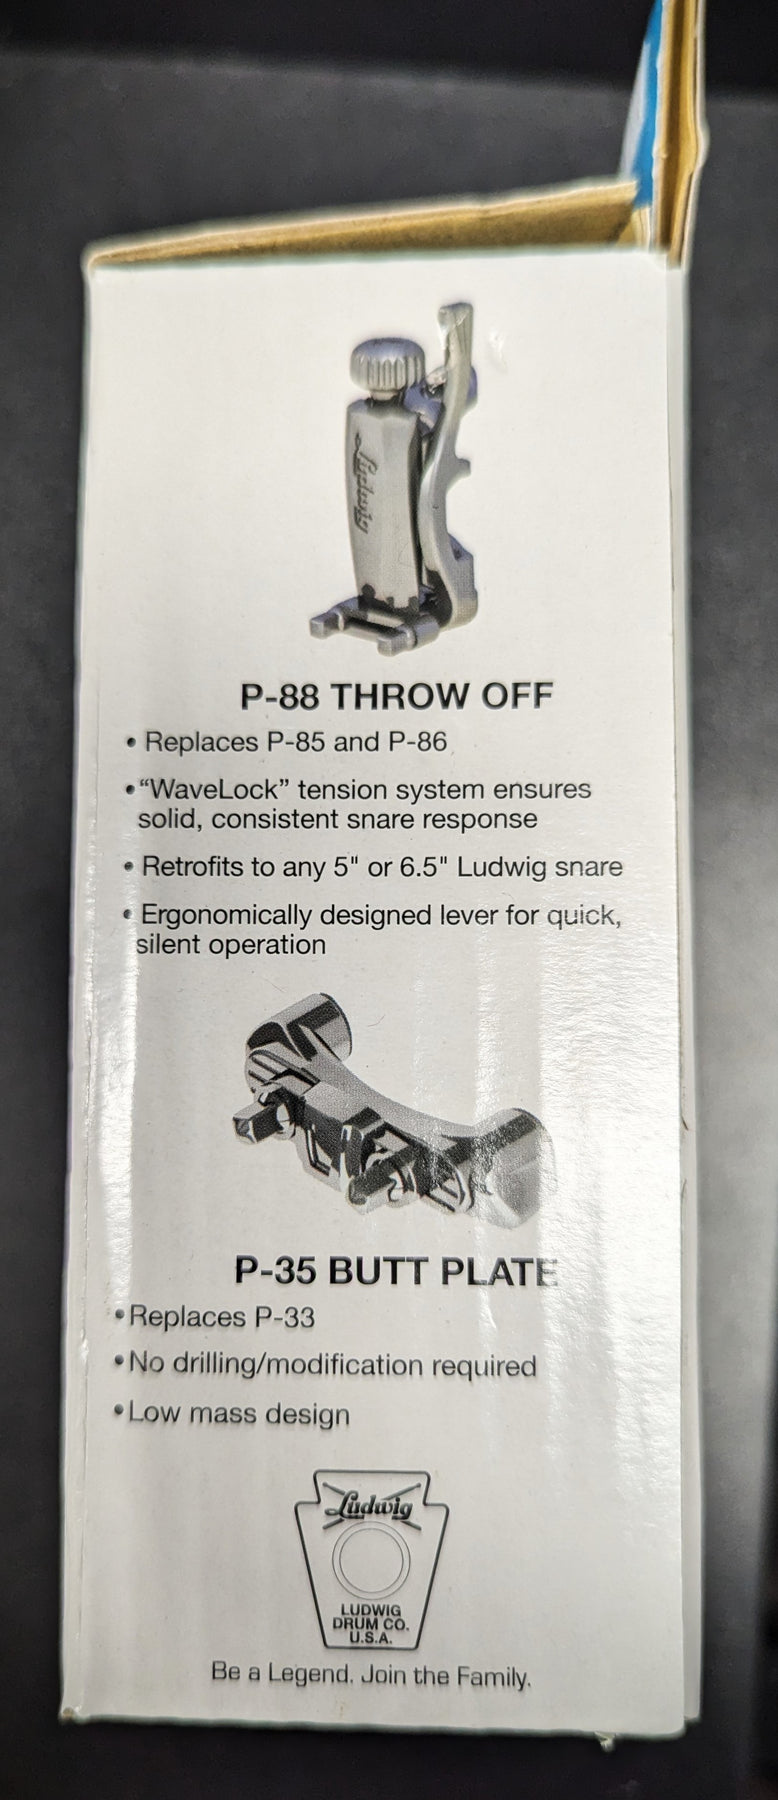 Ludwig
P-88 THROW OFF
• Replaces P-85 and P-86
• “WaveLock” tension system ensures
solid, consistent snare response
• Retrofits to any 5" or 6.5" Ludwig snare
• Ergonomically designed lever for quick,
silent operation
P-35 BUTT PLATE
• Replaces P-33
• No drilling/modification required
• Low mass design
Ludwig
LUDWIG
DRUM CO.
U.S.A.
Be a Legend. Join the Family.